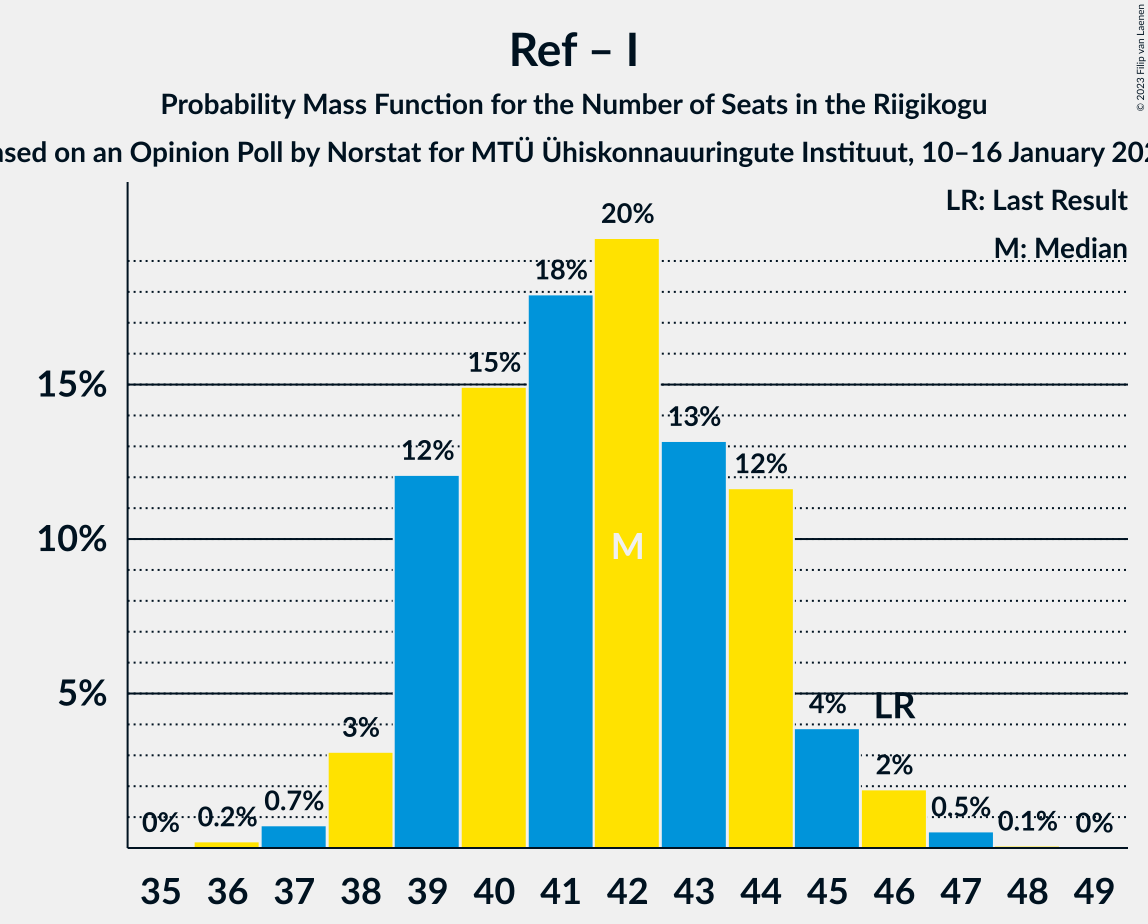 Ref – I
Probability Mass Function for the Number of Seats in the Riigikogu
on an Opinion Poll by Norstat for MTÜ Ühiskonnauuringute Instituut, 10–16 January
© 2023 Filip van Laenen
LR: Last Result
M: Median
20%
18%
15%
15%
13%
12%
12%
10%
M
5%
4%
LR
3%
2%
0.7%
0.5%
0% 0.2% 0.1% 0%
35 36 37 38 39 40 41 42 43 44 45 46 47 48 49